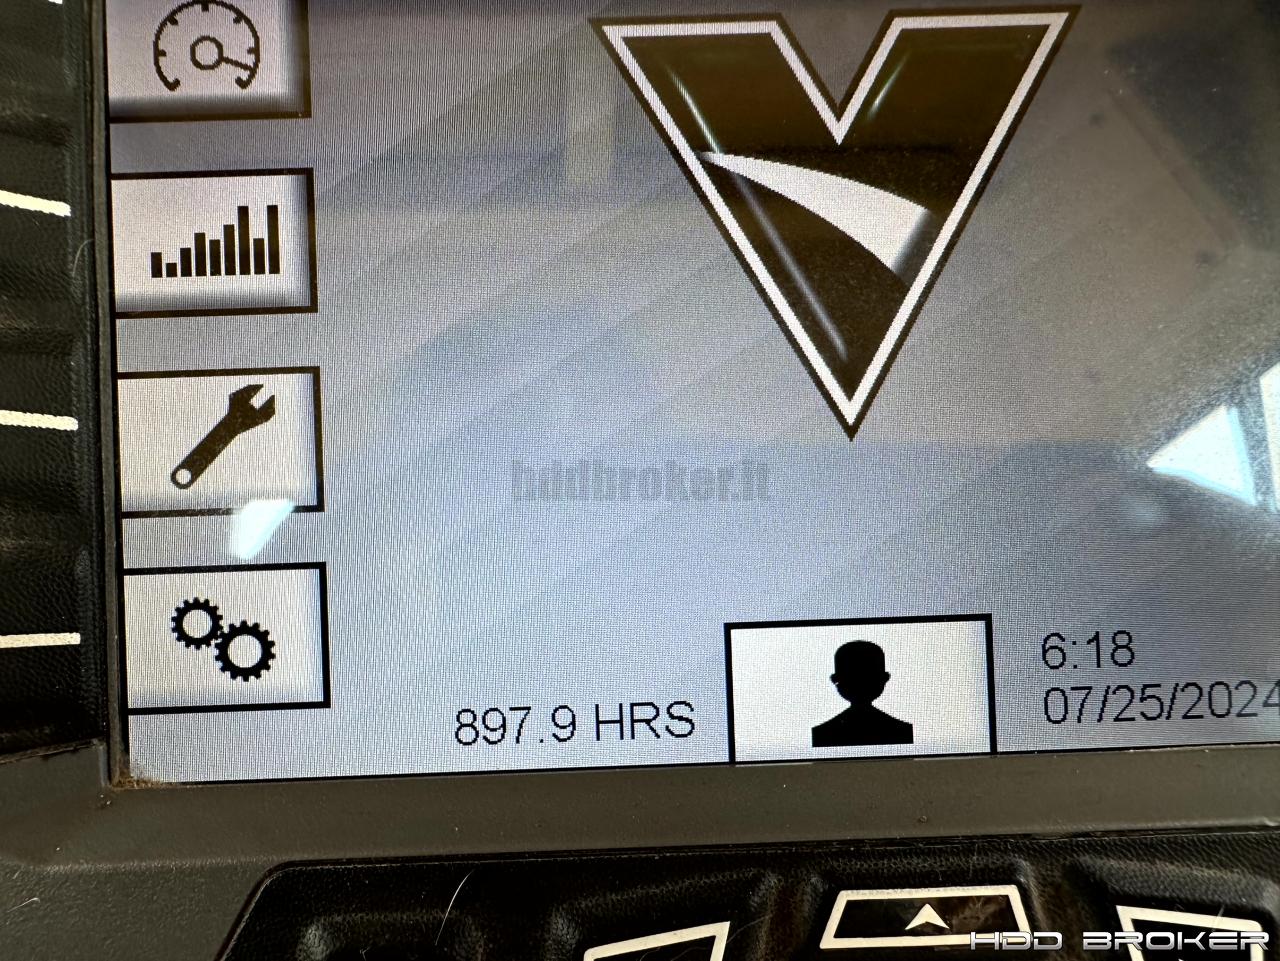 hddbroker.it
6:18
897.9 HRS
07/25/2024
HDD BROKER